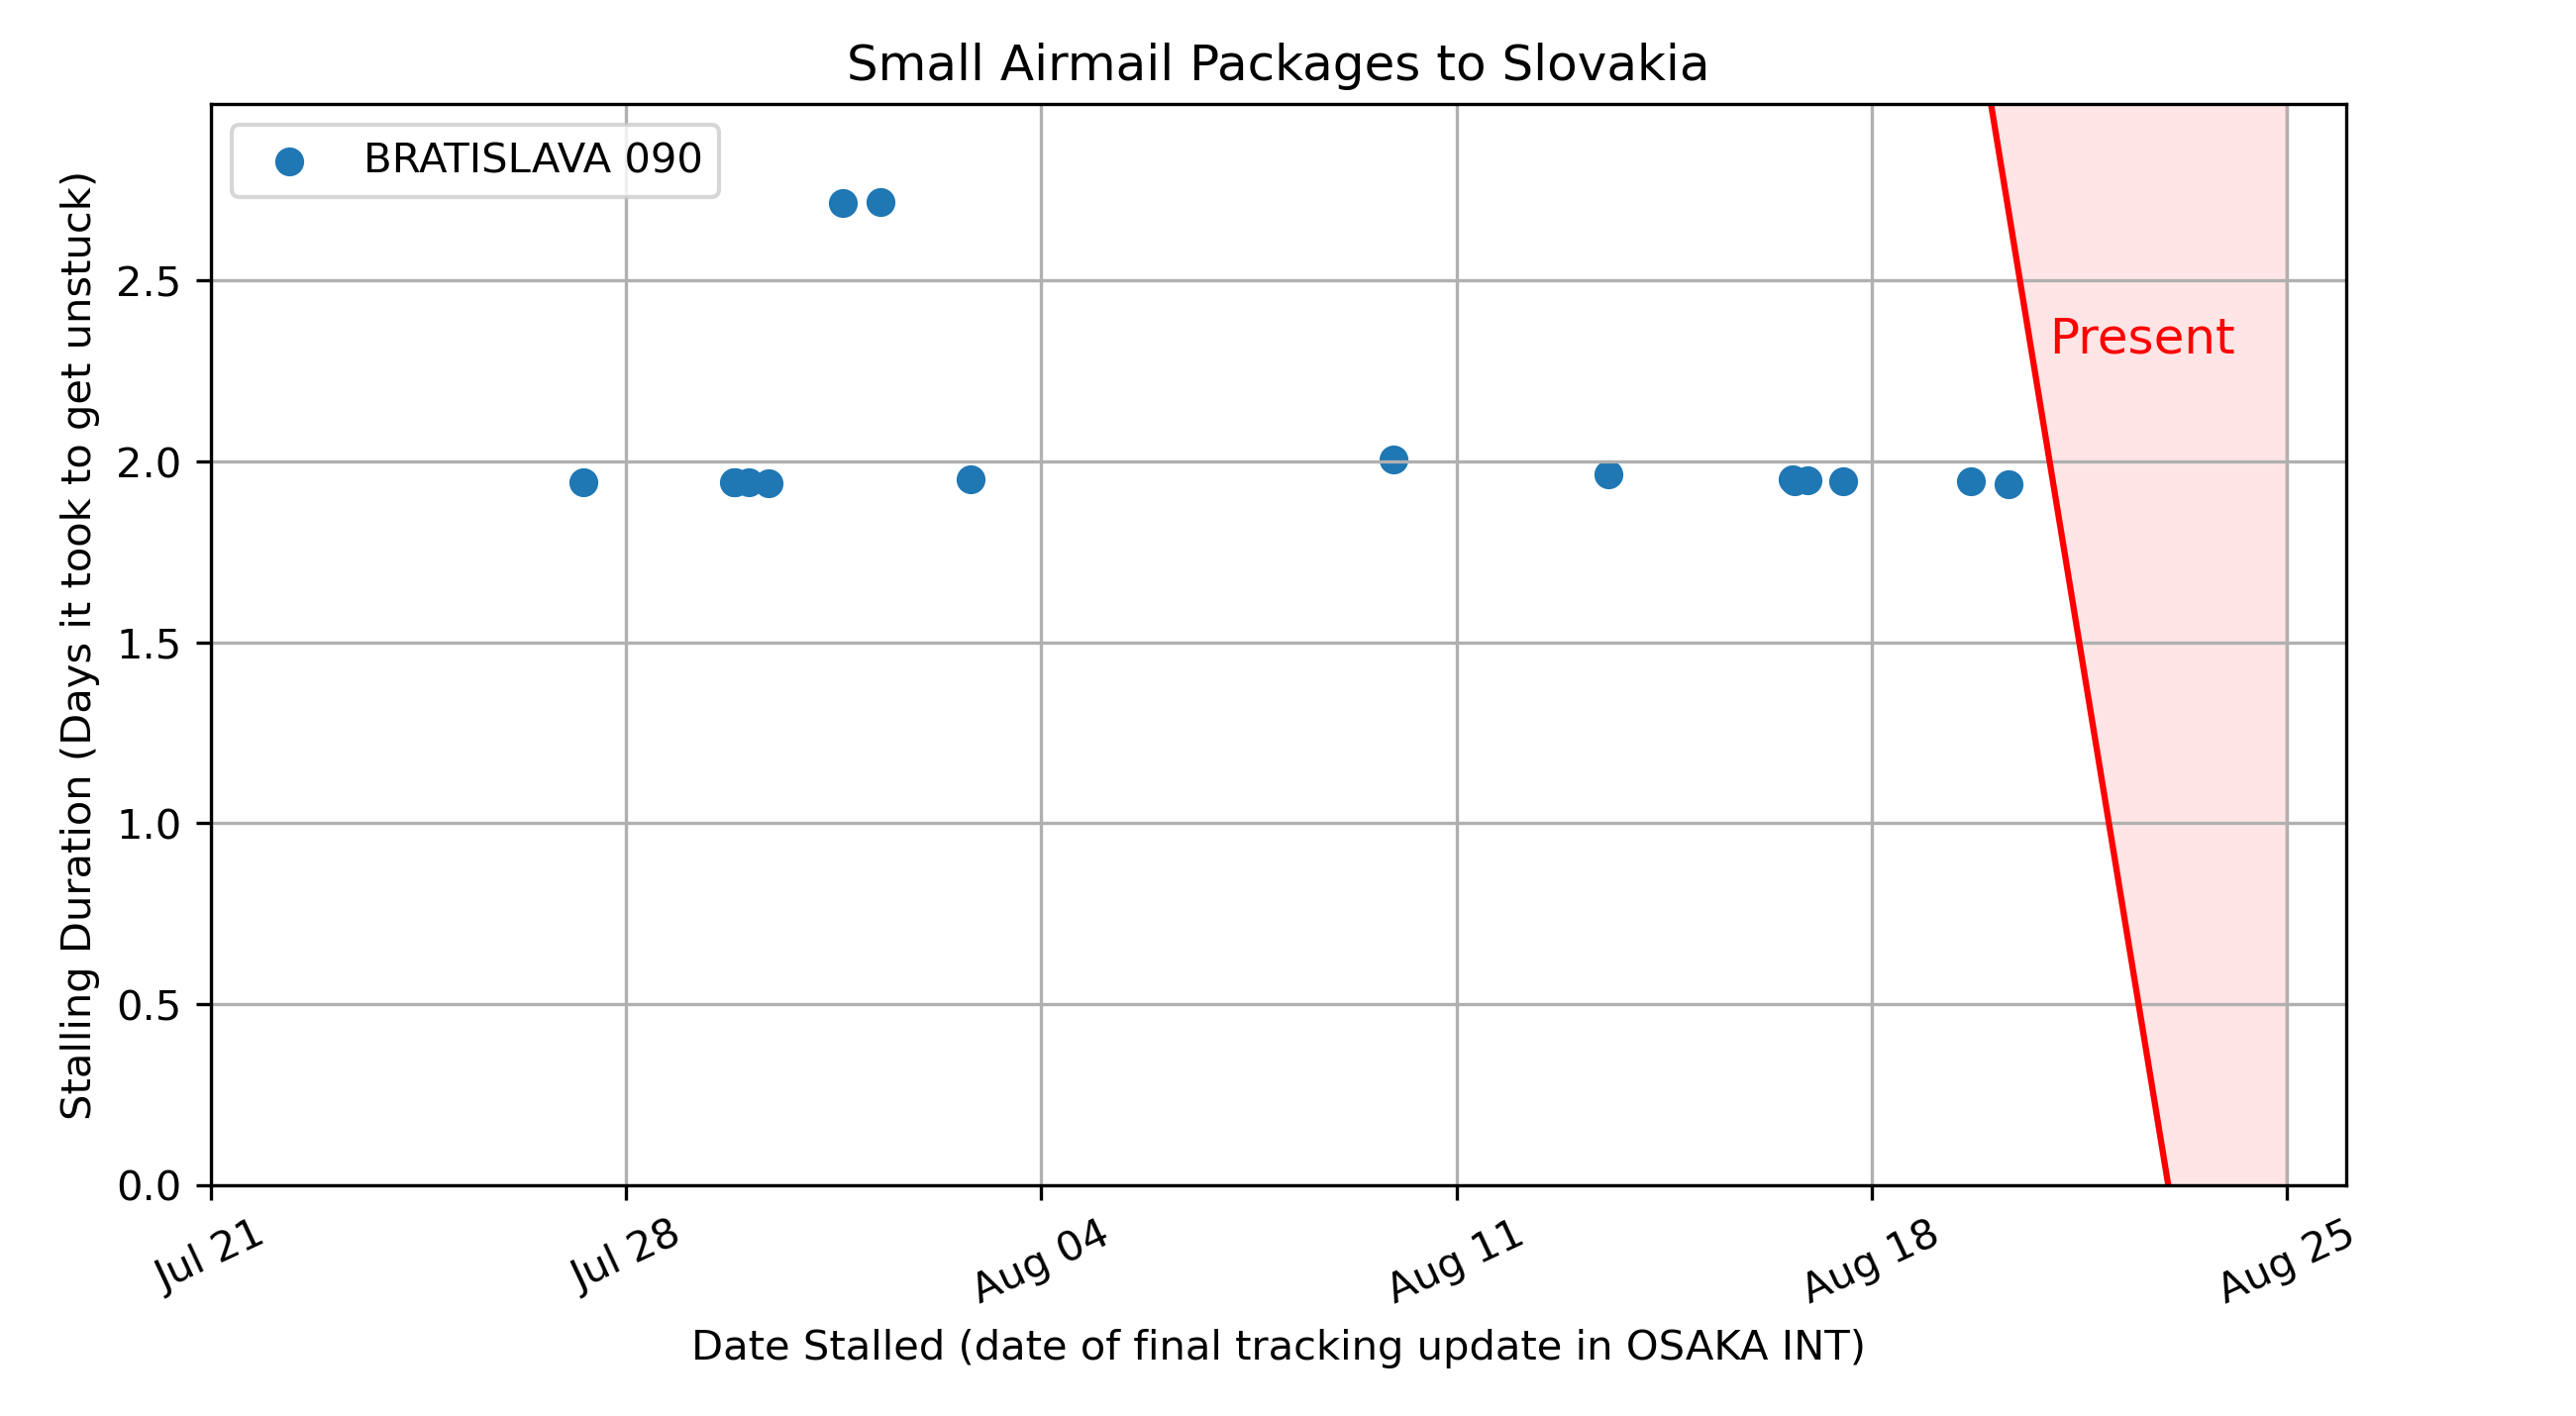 Small Airmail Packages to Slovakia
BRATISLAVA 090
Present
Stalling Duration (Days it took to get unstuck)
2.5
2.0
1.5
1.0
0.5
0.0
Jul 21
Jul 28
Aug 04
Aug 11
Aug 18
Aug 25
Date Stalled (date of final tracking update in OSAKA INT)